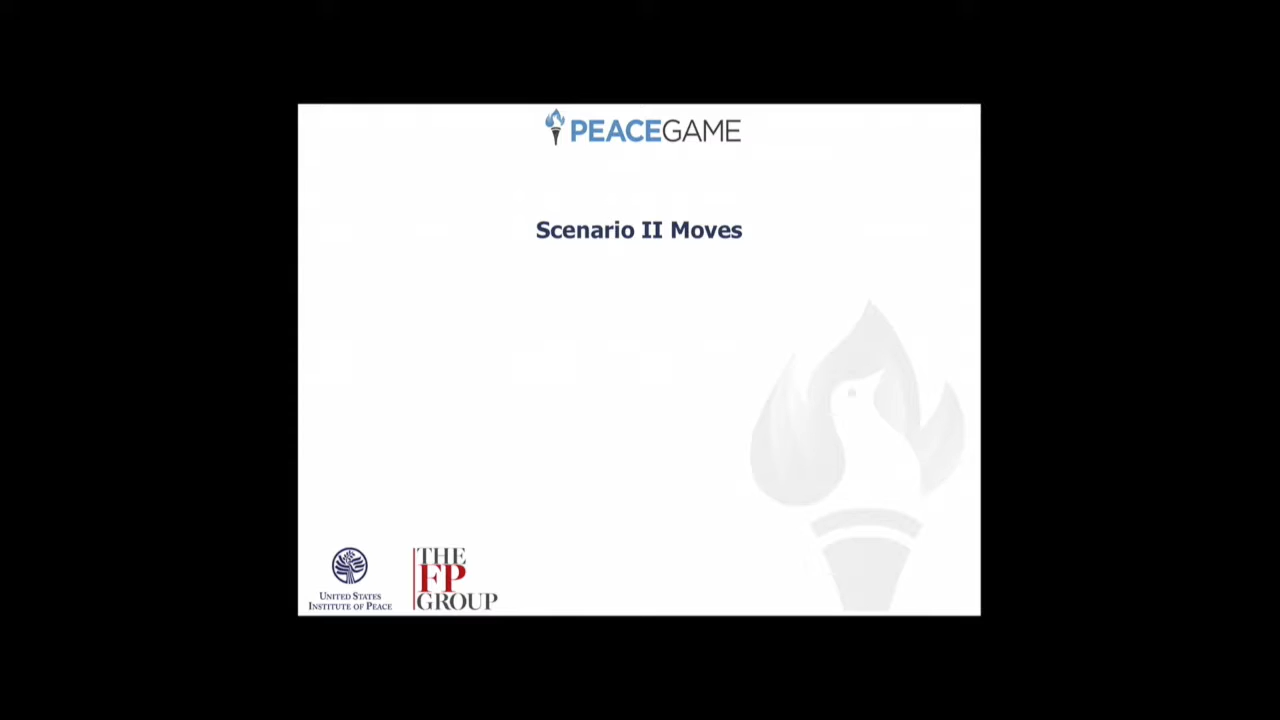 PEACEGAME
Scenario II Moves
UNITED STATES
INSTITUTE OF PEACE
THE
FP
GROUP